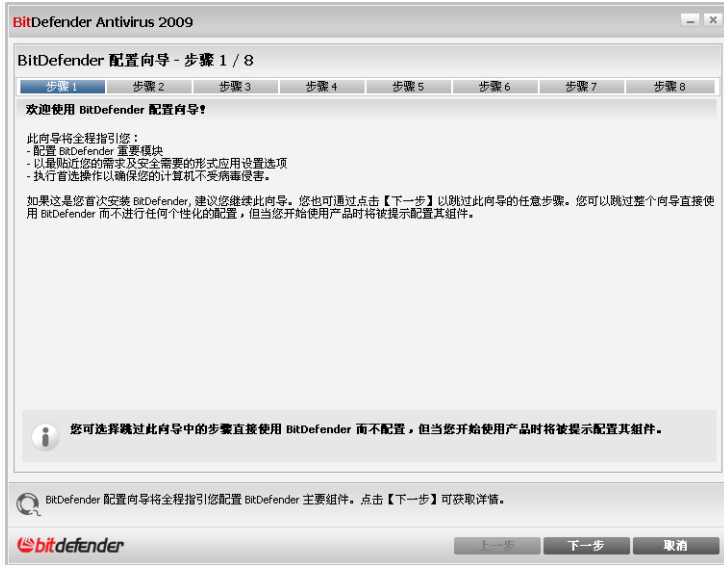 BitDefender Antivirus 2009
BitDefender 配置向导 - 步骤 1 / 8
步骤 1 步骤 2 步骤 3 步骤 4 步骤 5 步骤 6 步骤 7 步骤 8
欢迎使用 BitDefender 配置向导!
此向导将全程指引您:
- 配置 BitDefender 重要模块
- 以最贴近您的需求及安全需要的形式应用设置选项
- 执行首选操作以确保您的计算机不受病毒侵害。
如果这是您首次安装 BitDefender, 建议您继续此向导。您也可通过点击【下一步】以跳过此向导的任意步骤。您可以跳过整个向导直接使
用 BitDefender 而不进行任何个性化的配置,但当您开始使用产品时将被提示配置其组件。
您可选择跳过此向导中的步骤直接使用 BitDefender 而不配置,但当您开始使用产品时将被提示配置其组件。
BitDefender 配置向导将全程指引您配置 BitDefender 主要组件。点击【下一步】可获取详情。
bitdefender 上一步 下一步 取消